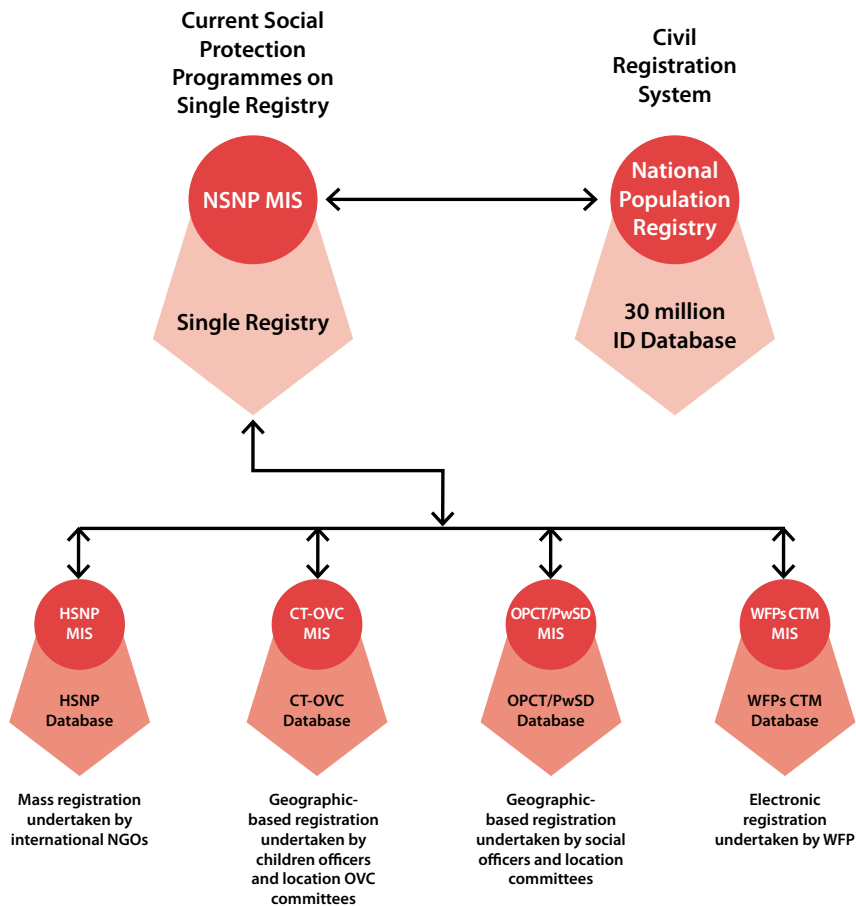 Current Social
Protection
Programmes on
Single Registry
Civil
Registration
System
NSNP MIS
National
Population
Registry
Single Registry
30 million
ID Database
HSNP
MIS
CT-OVC
MIS
OPCT/PwSD
MIS
WFPs CTM
MIS
HSNP
Database
CT-OVC
Database
OPCT/PwSD
Database
WFPs CTM
Database
Mass registration
undertaken by
international NGOs
Geographic-
based registration
undertaken by
children officers
and location OVC
committees
Geographic-
based registration
undertaken by social
officers and location
committees
Electronic
registration
undertaken by WFP